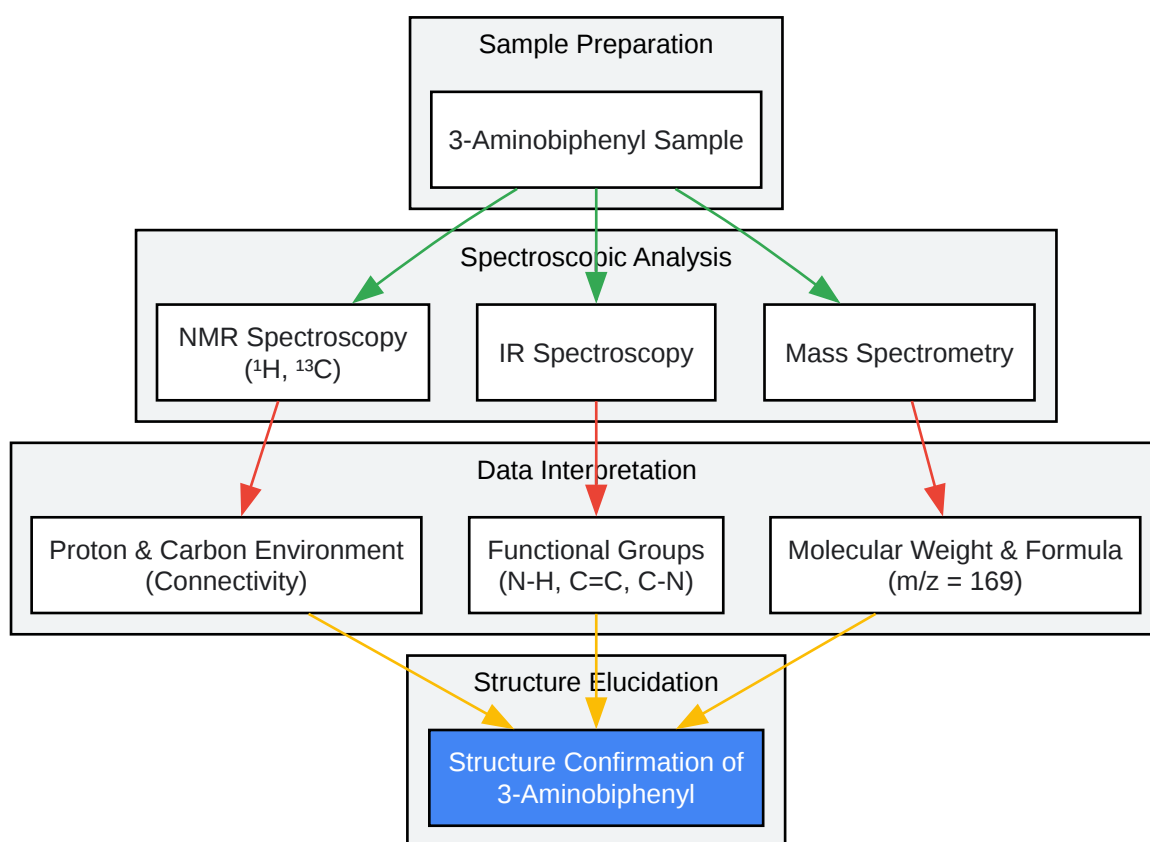 Sample Preparation
3-Aminobiphenyl Sample
Spectroscopic Analysis
NMR Spectroscopy
(¹H, ¹³C)
IR Spectroscopy
Mass Spectrometry
Data Interpretation
Proton & Carbon Environment
(Connectivity)
Functional Groups
(N-H, C=C, C-N)
Molecular Weight & Formula
(m/z = 169)
Structure Elucidation
Structure Confirmation of
3-Aminobiphenyl